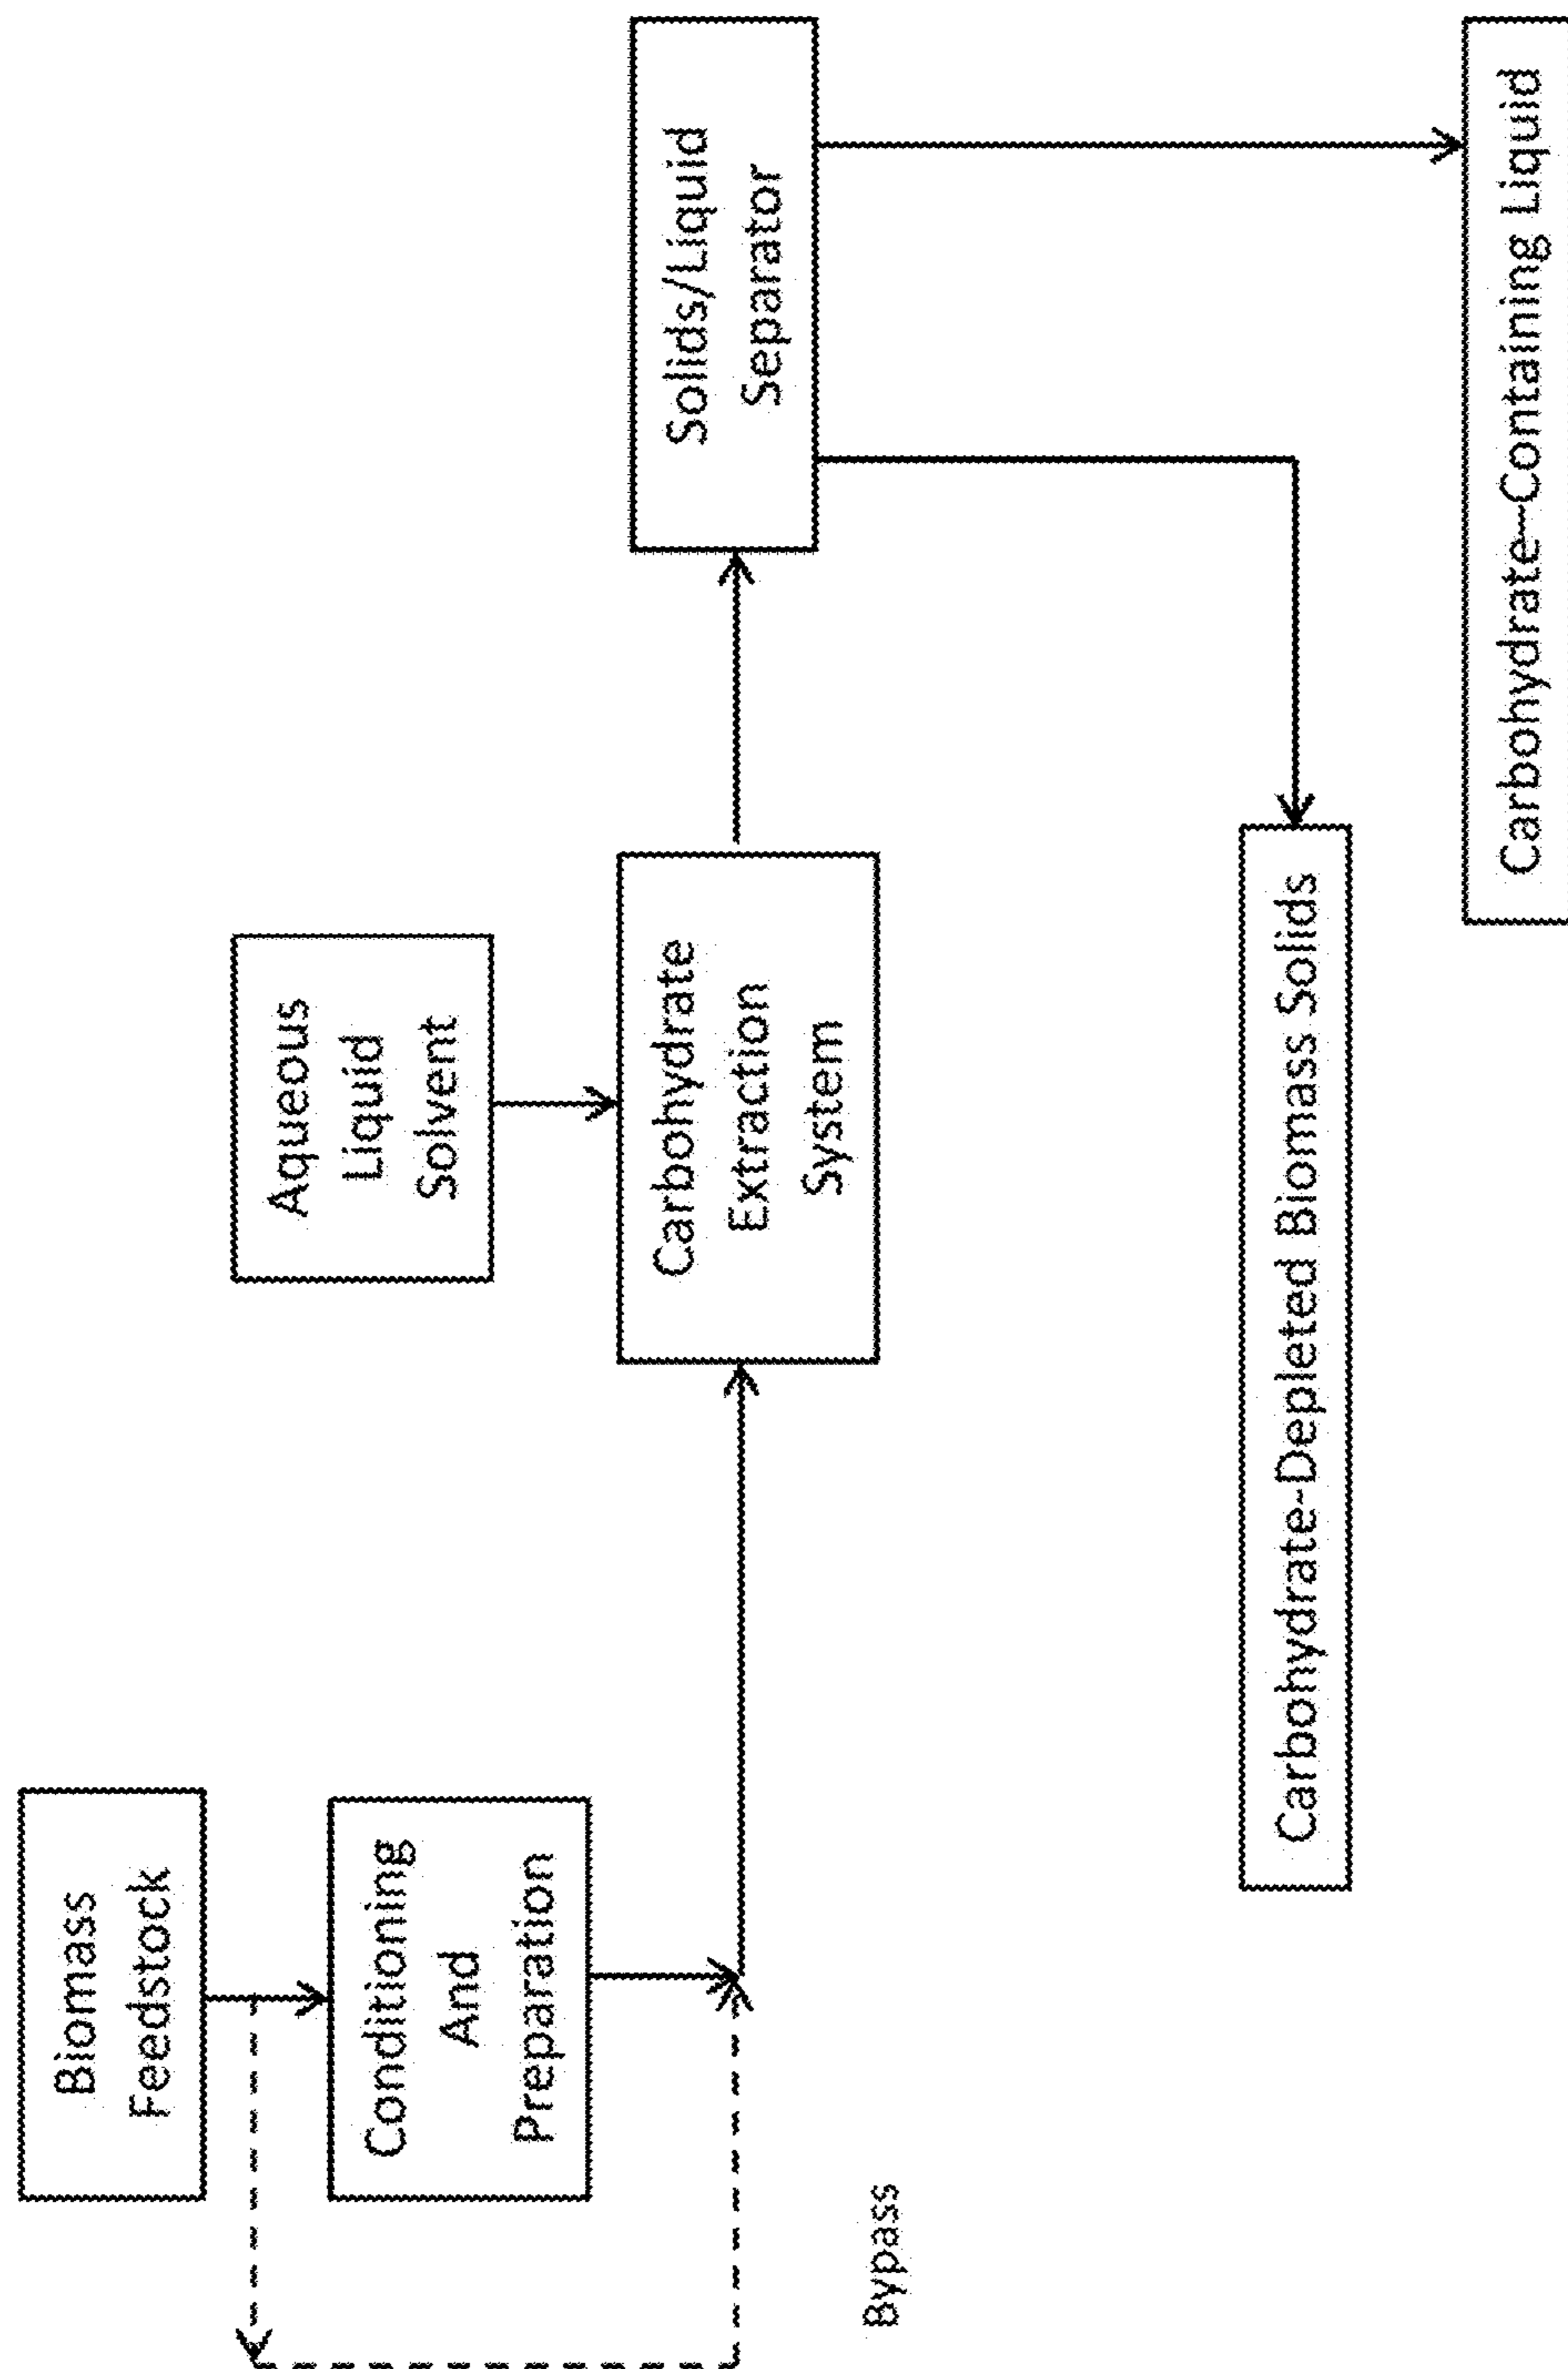 Biomass
Feedstock
Conditioning
And
Preparation
Bypass
Aqueous
Liquid
Solvent
Carbohydrate
Extraction
System
Solids/Liquid
Separator
Carbohydrate-Depleted Biomass Solids
Carbohydrate-Containing Liquid